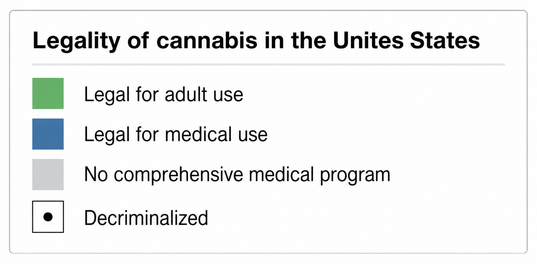 Legality of cannabis in the Unites States
Legal for adult use
Legal for medical use
No comprehensive medical program
Decriminalized